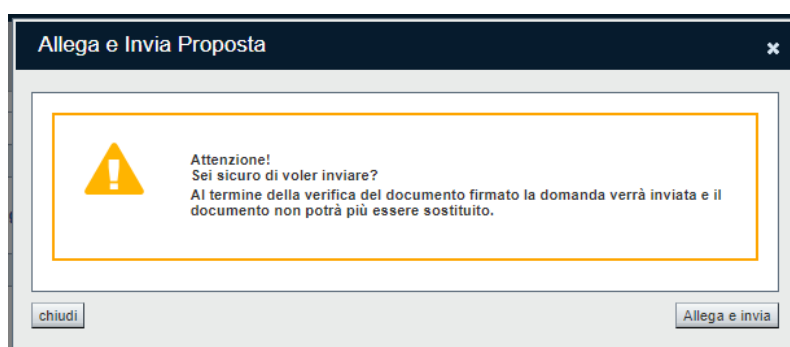 Allega e Invia Proposta
Attenzione!
Sei sicuro di voler inviare?
Al termine della verifica del documento firmato la domanda verrà inviata e il
documento non potrà più essere sostituito.
chiudi
Allega e invia